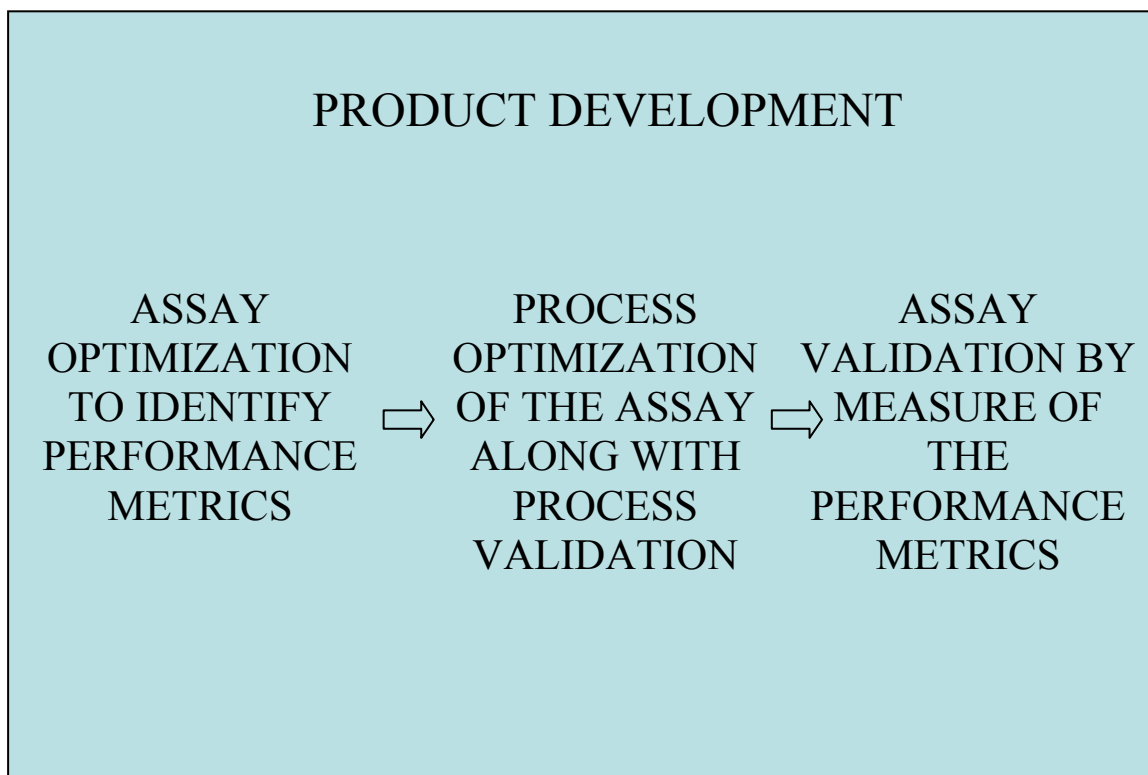 PRODUCT DEVELOPMENT
ASSAY
OPTIMIZATION
TO IDENTIFY
PERFORMANCE
METRICS
PROCESS
OPTIMIZATION
OF THE ASSAY
ALONG WITH
PROCESS
VALIDATION
ASSAY
VALIDATION BY
MEASURE OF
THE
PERFORMANCE
METRICS